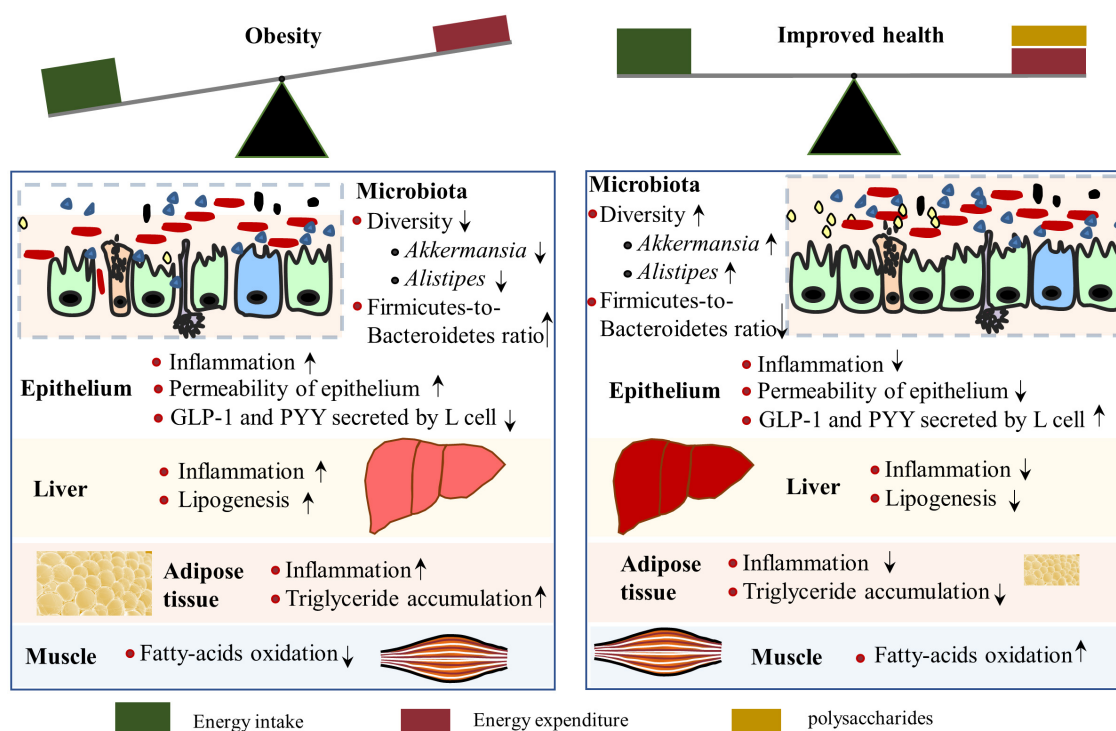 Obesity
Microbiota
Diversity ↓
Akkermansia ↓
Alistipes ↓
Firmicutes-to-
Bacteroidetes ratio ↑
Epithelium
Inflammation ↑
Permeability of epithelium ↑
GLP-1 and PYY secreted by L cell ↓
Liver
Inflammation ↑
Lipogenesis ↑
Adipose
tissue
Inflammation ↑
Triglyceride accumulation ↑
Muscle
Fatty-acids oxidation ↓
Improved health
Microbiota
Diversity ↑
Akkermansia ↑
Alistipes ↑
Firmicutes-to-
Bacteroidetes ratio ↓
Epithelium
Inflammation ↓
Permeability of epithelium ↓
GLP-1 and PYY secreted by L cell ↑
Liver
Inflammation ↓
Lipogenesis ↓
Adipose
tissue
Inflammation ↓
Triglyceride accumulation ↓
Muscle
Fatty-acids oxidation ↑
Energy intake
Energy expenditure
polysaccharides